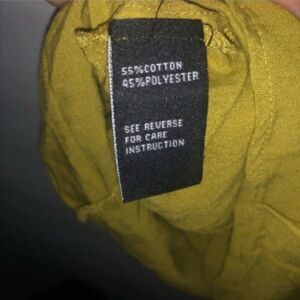 55%COTTON
45%POLYESTER
SEE REVERSE
FOR CARE
INSTRUCTION